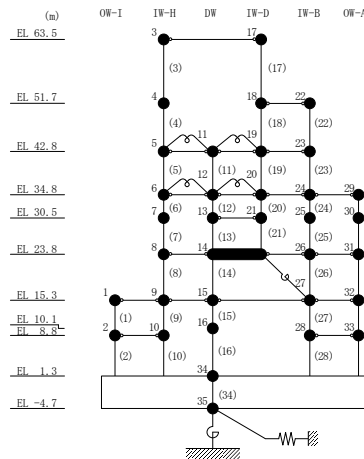 (m) OW-I IW-H DW IW-D IW-B OW-A
EL 63.5 3 17
(3) (17)
EL 51.7 4 18 22
(4) (18) (22)
11 19
EL 42.8 5 23
(5) (11) (19) (23)
12 20
EL 34.8 6 24 29
(6) (12) (20) (24)
EL 30.5 7 13 21 25 30
(7) (13) (21) (25)
EL 23.8 8 14 26 31
(8) (14) (26)
27
EL 15.3 1 9 15 32
(1) (9) (15) (27)
EL 10.1 16
EL 8.8 2 10 28 33
(2) (10) (16) (28)
EL 1.3 34
(34)
EL -4.7 35